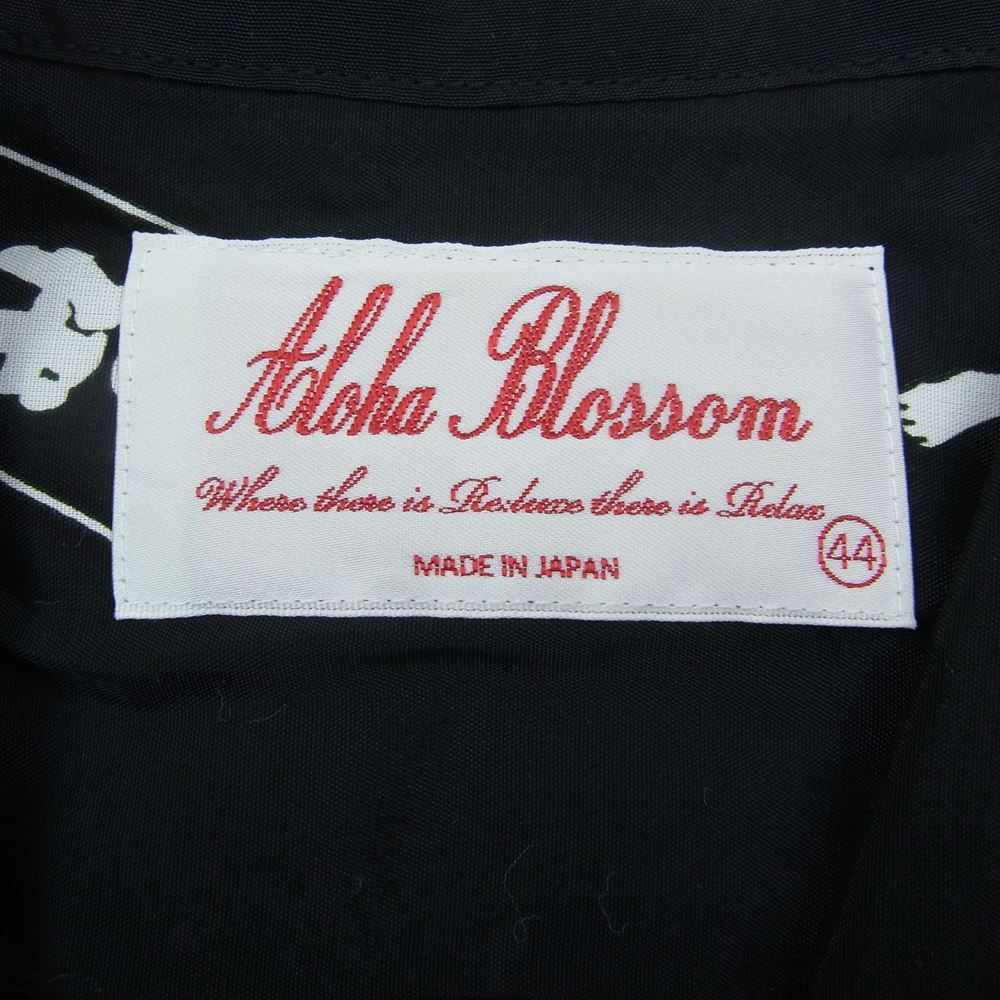 Aloha Blossom
Where there is Re:luxe there is Relax
MADE IN JAPAN
44